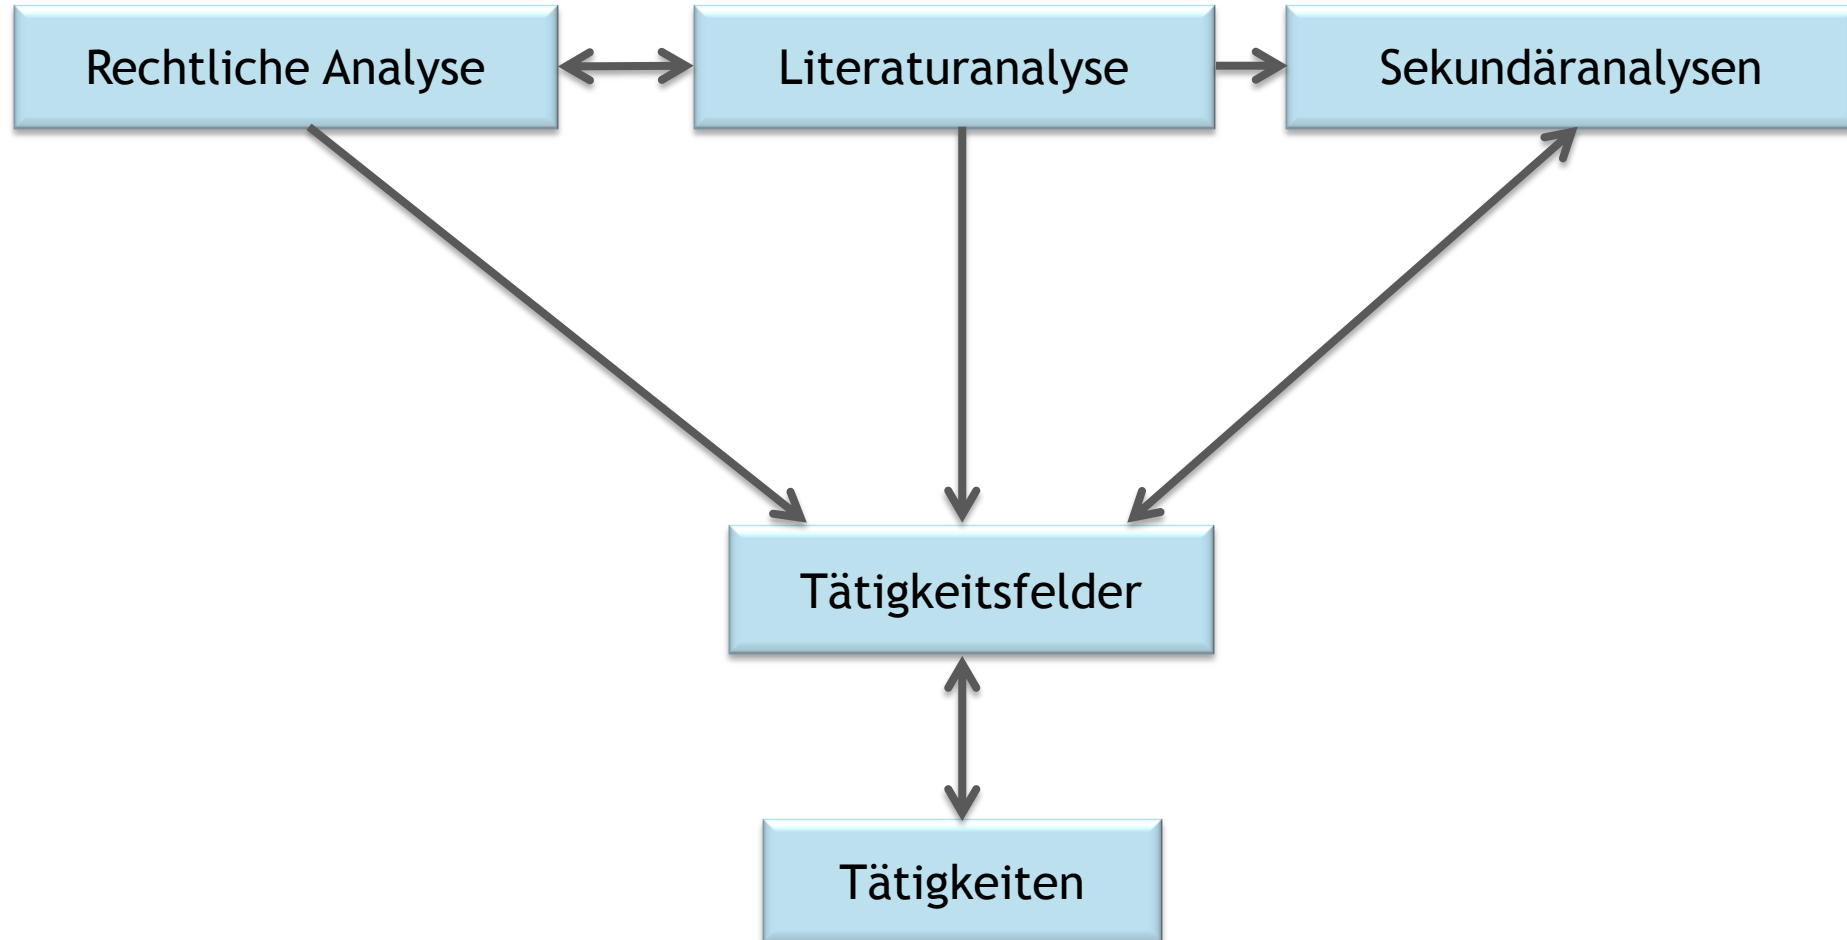 Rechtliche Analyse
Literaturanalyse
Sekundäranalysen
Tätigkeitsfelder
Tätigkeiten